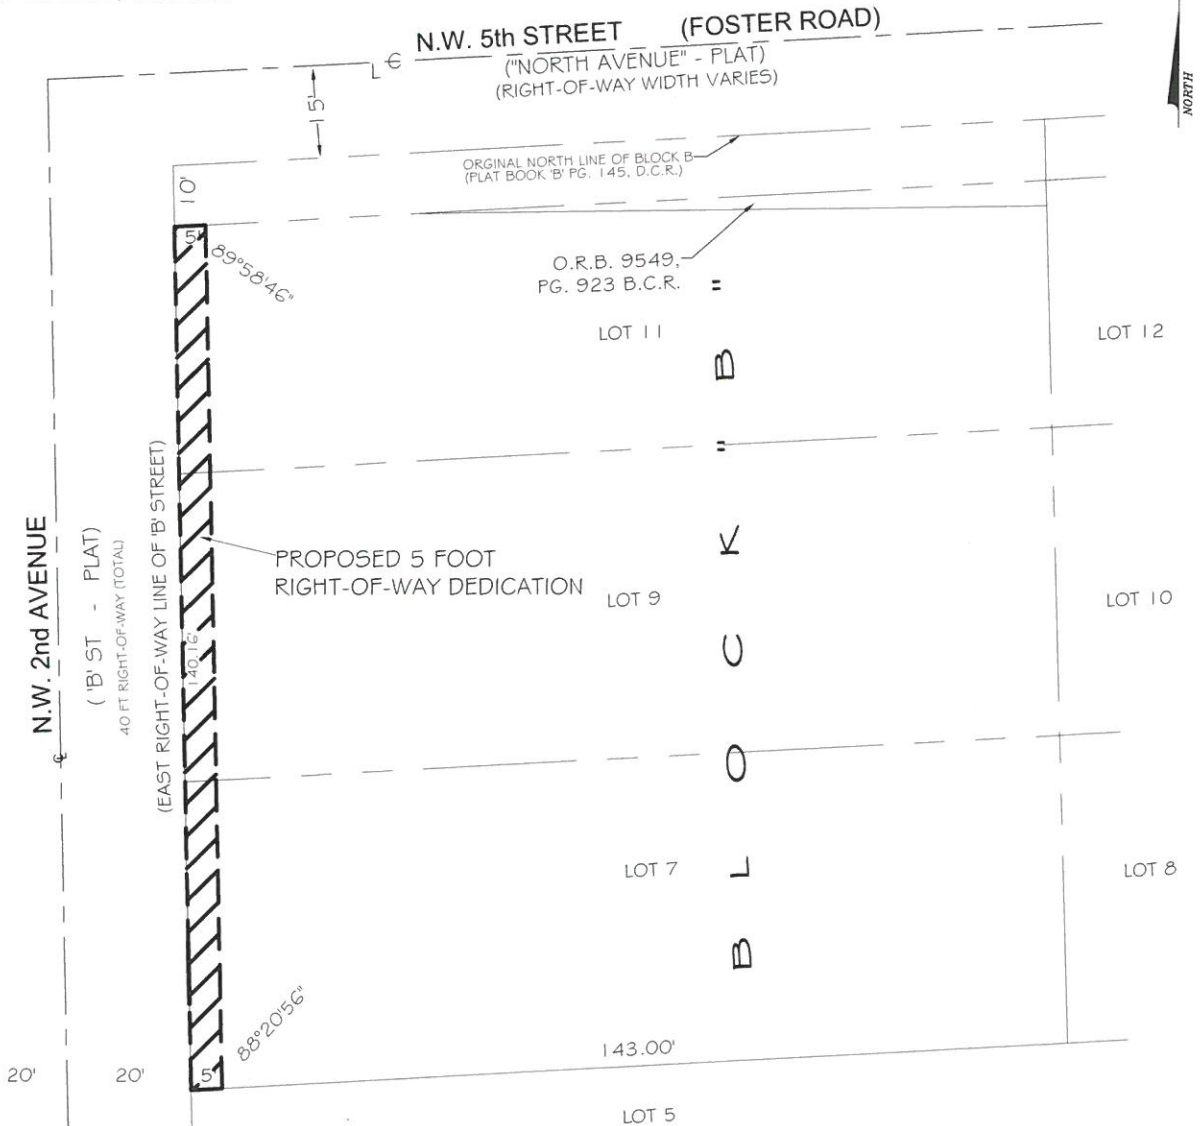 N.W. 5th STREET (FOSTER ROAD)
("NORTH AVENUE" - PLAT)
(RIGHT-OF-WAY WIDTH VARIES)
NORTH
15'
ORGINAL NORTH LINE OF BLOCK B
(PLAT BOOK 'B' PG. 145, D.C.R.)
10'
5'
89°58'46"
O.R.B. 9549,
PG. 923 B.C.R.
LOT 11
LOT 12
BLOCK "B"
N.W. 2nd AVENUE
('B' ST - PLAT)
40 FT RIGHT-OF-WAY (TOTAL)
(EAST RIGHT-OF-WAY LINE OF 'B' STREET)
140.16'
PROPOSED 5 FOOT
RIGHT-OF-WAY DEDICATION
LOT 9
LOT 10
LOT 7
LOT 8
88°20'56"
143.00'
20'
20'
5'
LOT 5